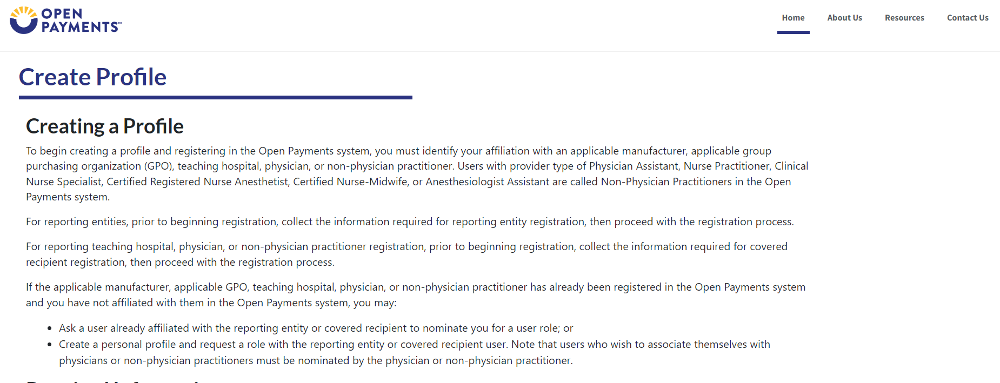 OPEN
PAYMENTS™
Home
About Us
Resources
Contact Us
Create Profile
Creating a Profile
To begin creating a profile and registering in the Open Payments system, you must identify your affiliation with an applicable manufacturer, applicable group
purchasing organization (GPO), teaching hospital, physician, or non-physician practitioner. Users with provider type of Physician Assistant, Nurse Practitioner, Clinical
Nurse Specialist, Certified Registered Nurse Anesthetist, Certified Nurse-Midwife, or Anesthesiologist Assistant are called Non-Physician Practitioners in the Open
Payments system.
For reporting entities, prior to beginning registration, collect the information required for reporting entity registration, then proceed with the registration process.
For reporting teaching hospital, physician, or non-physician practitioner registration, prior to beginning registration, collect the information required for covered
recipient registration, then proceed with the registration process.
If the applicable manufacturer, applicable GPO, teaching hospital, physician, or non-physician practitioner has already been registered in the Open Payments system
and you have not affiliated with them in the Open Payments system, you may:
• Ask a user already affiliated with the reporting entity or covered recipient to nominate you for a user role; or
• Create a personal profile and request a role with the reporting entity or covered recipient user. Note that users who wish to associate themselves with
physicians or non-physician practitioners must be nominated by the physician or non-physician practitioner.